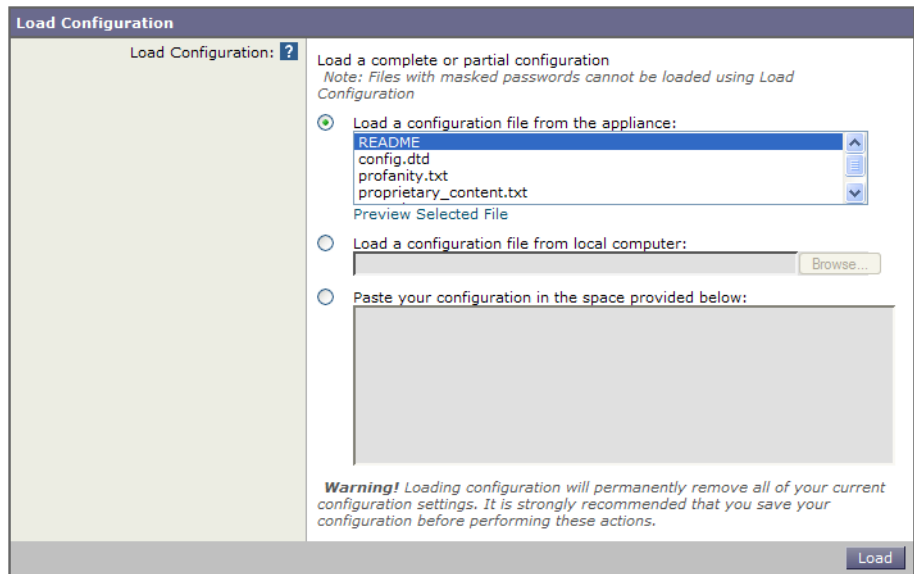 Load Configuration
Load Configuration: ?
Load a complete or partial configuration
Note: Files with masked passwords cannot be loaded using Load
Configuration
Load a configuration file from the appliance:
README
config.dtd
profanity.txt
proprietary_content.txt
Preview Selected File
Load a configuration file from local computer:
Browse...
Paste your configuration in the space provided below:
Warning! Loading configuration will permanently remove all of your current
configuration settings. It is strongly recommended that you save your
configuration before performing these actions.
Load